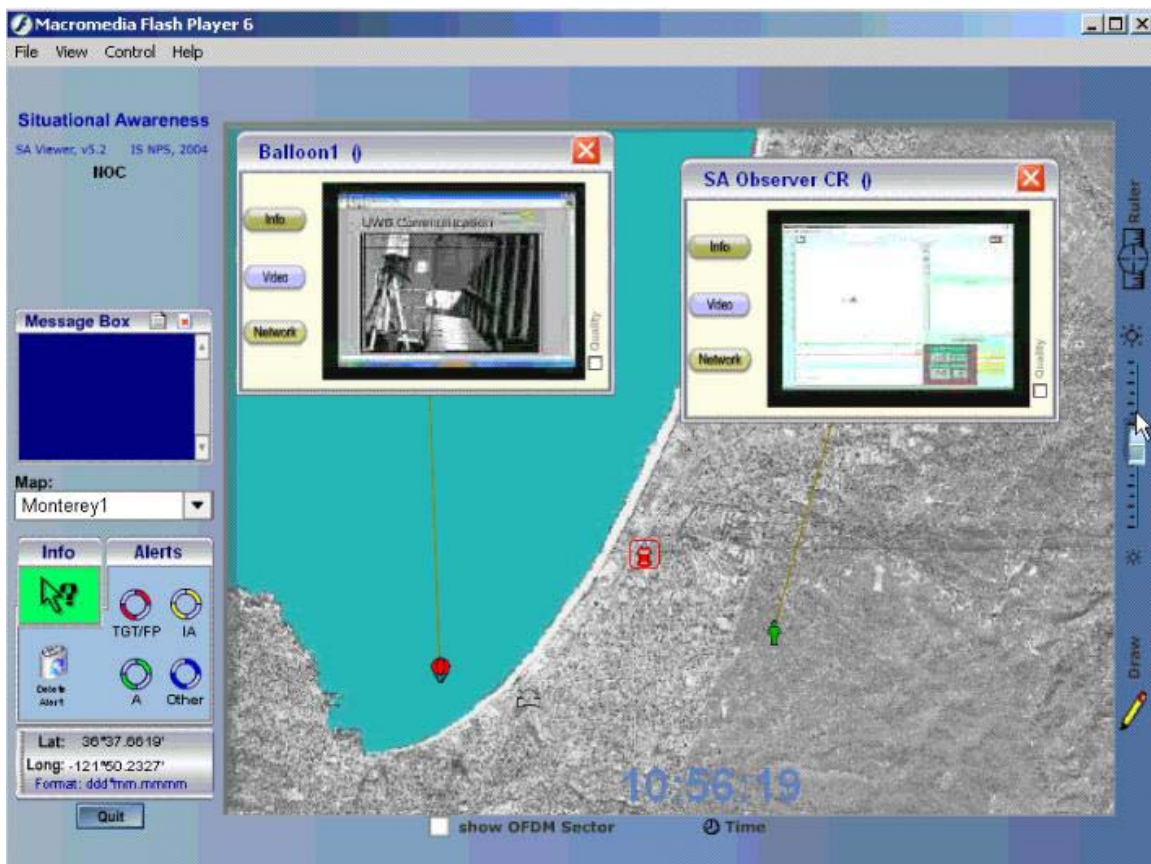 Macromedia Flash Player 6
File View Control Help
Situational Awareness
SA Viewer, v5.2 IS NPS, 2004
NOC
Message Box
Map:
Monterey1
Info Alerts
TGT/FP IA
Delete
Alert
A Other
Lat: 36°37.6619'
Long: -121°50.2327'
Format: ddd°mm.mmmm
Quit
Balloon1 ()
Info
Video
Network
Quality
UWB Communication
SA Observer CR ()
Info
Video
Network
Quality
10:56:19
show OFDM Sector Time
Ruler
Draw